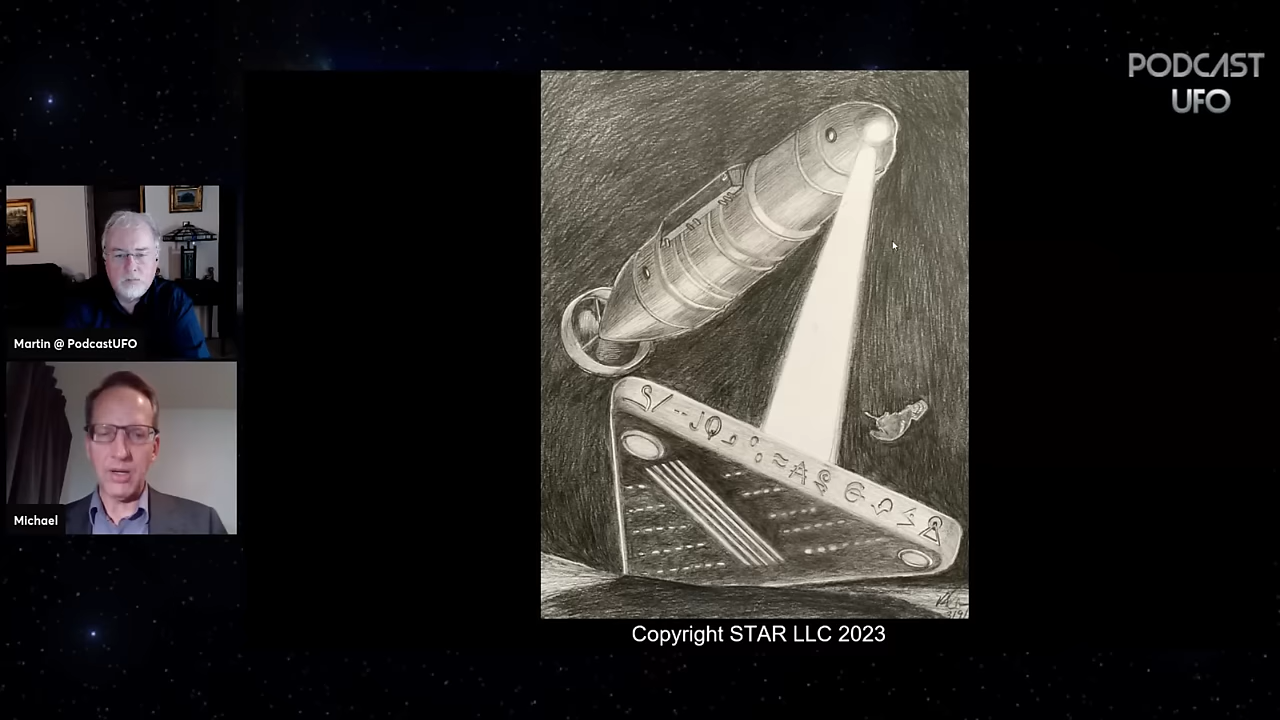 PODCAST
UFO
Martin @ PodcastUFO
Michael
Copyright STAR LLC 2023